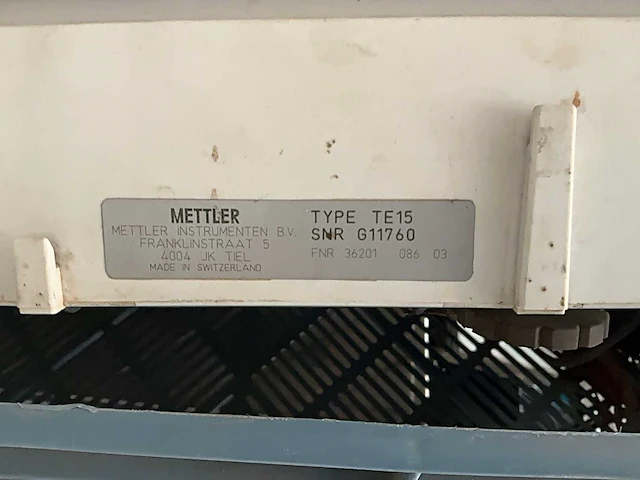 METTLER
METTLER INSTRUMENTEN B.V.
FRANKLINSTRAAT 5
4004 JK TIEL
MADE IN SWITZERLAND
TYPE TE15
SNR G11760
FNR 36201 086 03